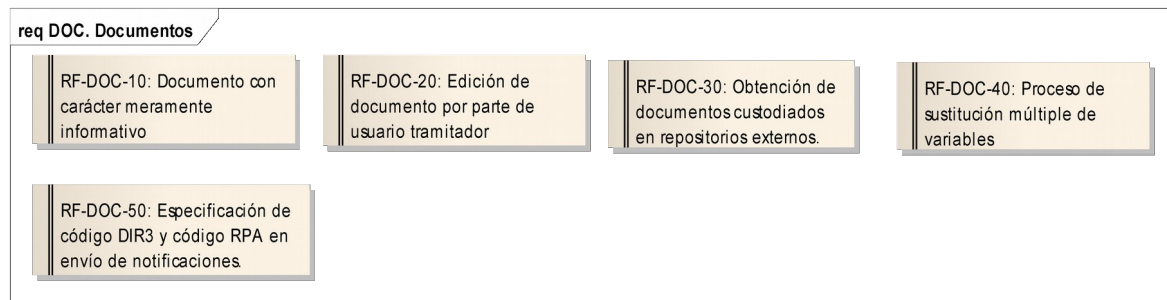 req DOC. Documentos
RF-DOC-10: Documento con
carácter meramente
informativo
RF-DOC-20: Edición de
documento por parte de
usuario tramitador
RF-DOC-30: Obtención de
documentos custodiados
en repositorios externos.
RF-DOC-40: Proceso de
sustitución múltiple de
variables
RF-DOC-50: Especificación de
código DIR3 y código RPA en
envío de notificaciones.